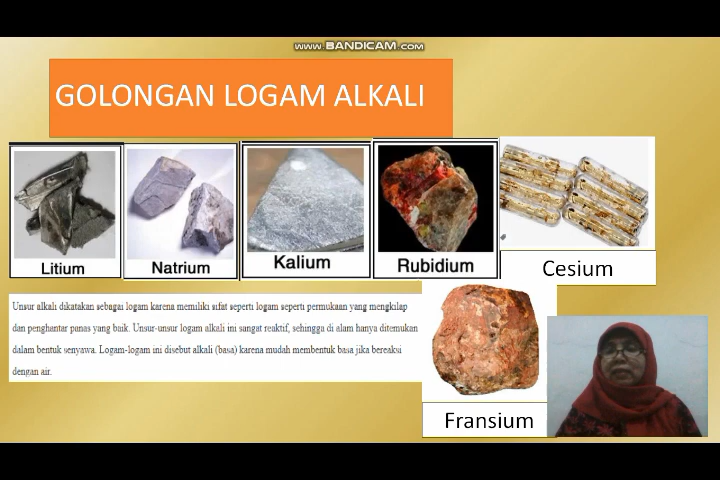 www.BANDICAM.com
GOLONGAN LOGAM ALKALI
Litium
Natrium
Kalium
Rubidium
Cesium
Unsur alkali dikatakan sebagai logam karena memiliki sifat seperti logam seperti permukaan yang mengkilap
dan penghantar panas yang baik. Unsur-unsur logam alkali ini sangat reaktif, sehingga di alam hanya ditemukan
dalam bentuk senyawa. Logam-logam ini disebut alkali (basa) karena mudah membentuk basa jika bereaksi
dengan air.
Fransium